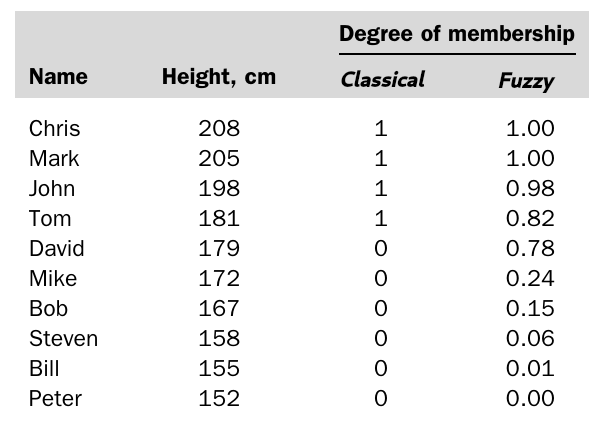 Degree of membership
Name Height, cm Classical Fuzzy
Chris 208 1 1.00
Mark 205 1 1.00
John 198 1 0.98
Tom 181 1 0.82
David 179 0 0.78
Mike 172 0 0.24
Bob 167 0 0.15
Steven 158 0 0.06
Bill 155 0 0.01
Peter 152 0 0.00